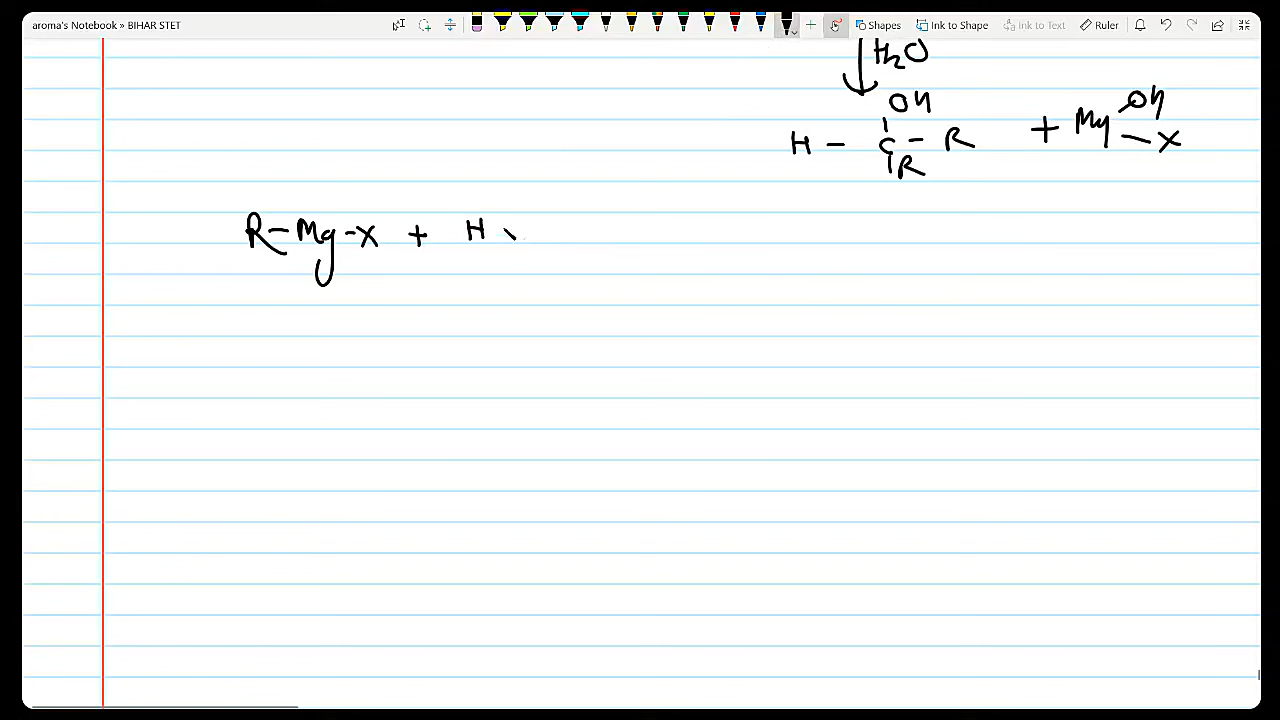 aroma's Notebook » BIHAR STET
Shapes
Ink to Shape
Ink to Text
Ruler
H2O
OH
H - C - R + Mg OH
R - X
R-Mg-X + H